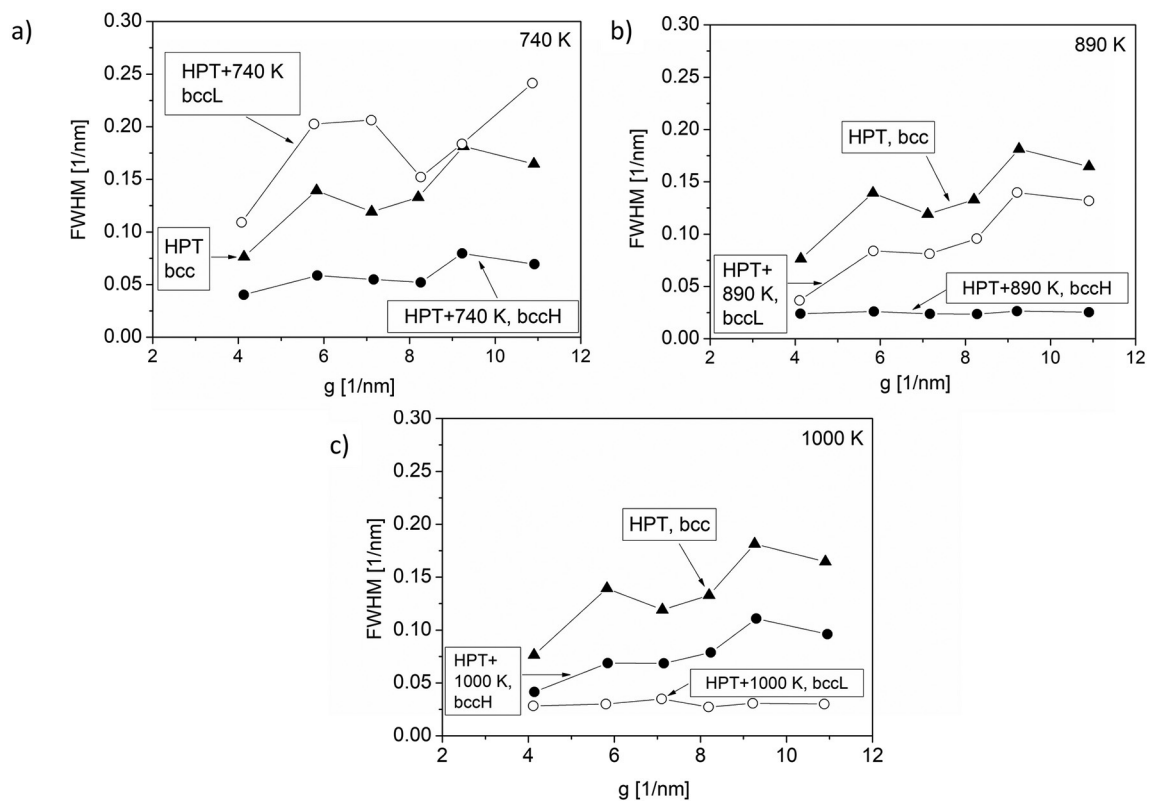 a)
0.30
0.25
0.20
0.15
0.10
0.05
0.00
FWHM [1/nm]
740 K
HPT+740 K
bccL
HPT
bcc
HPT+740 K, bccH
2 4 6 8 10 12
g [1/nm]
b)
0.30
0.25
0.20
0.15
0.10
0.05
0.00
FWHM [1/nm]
890 K
HPT, bcc
HPT+
890 K,
bccL
HPT+890 K, bccH
2 4 6 8 10 12
g [1/nm]
c)
0.30
0.25
0.20
0.15
0.10
0.05
0.00
FWHM [1/nm]
1000 K
HPT, bcc
HPT+
1000 K,
bccH
HPT+1000 K, bccL
2 4 6 8 10 12
g [1/nm]